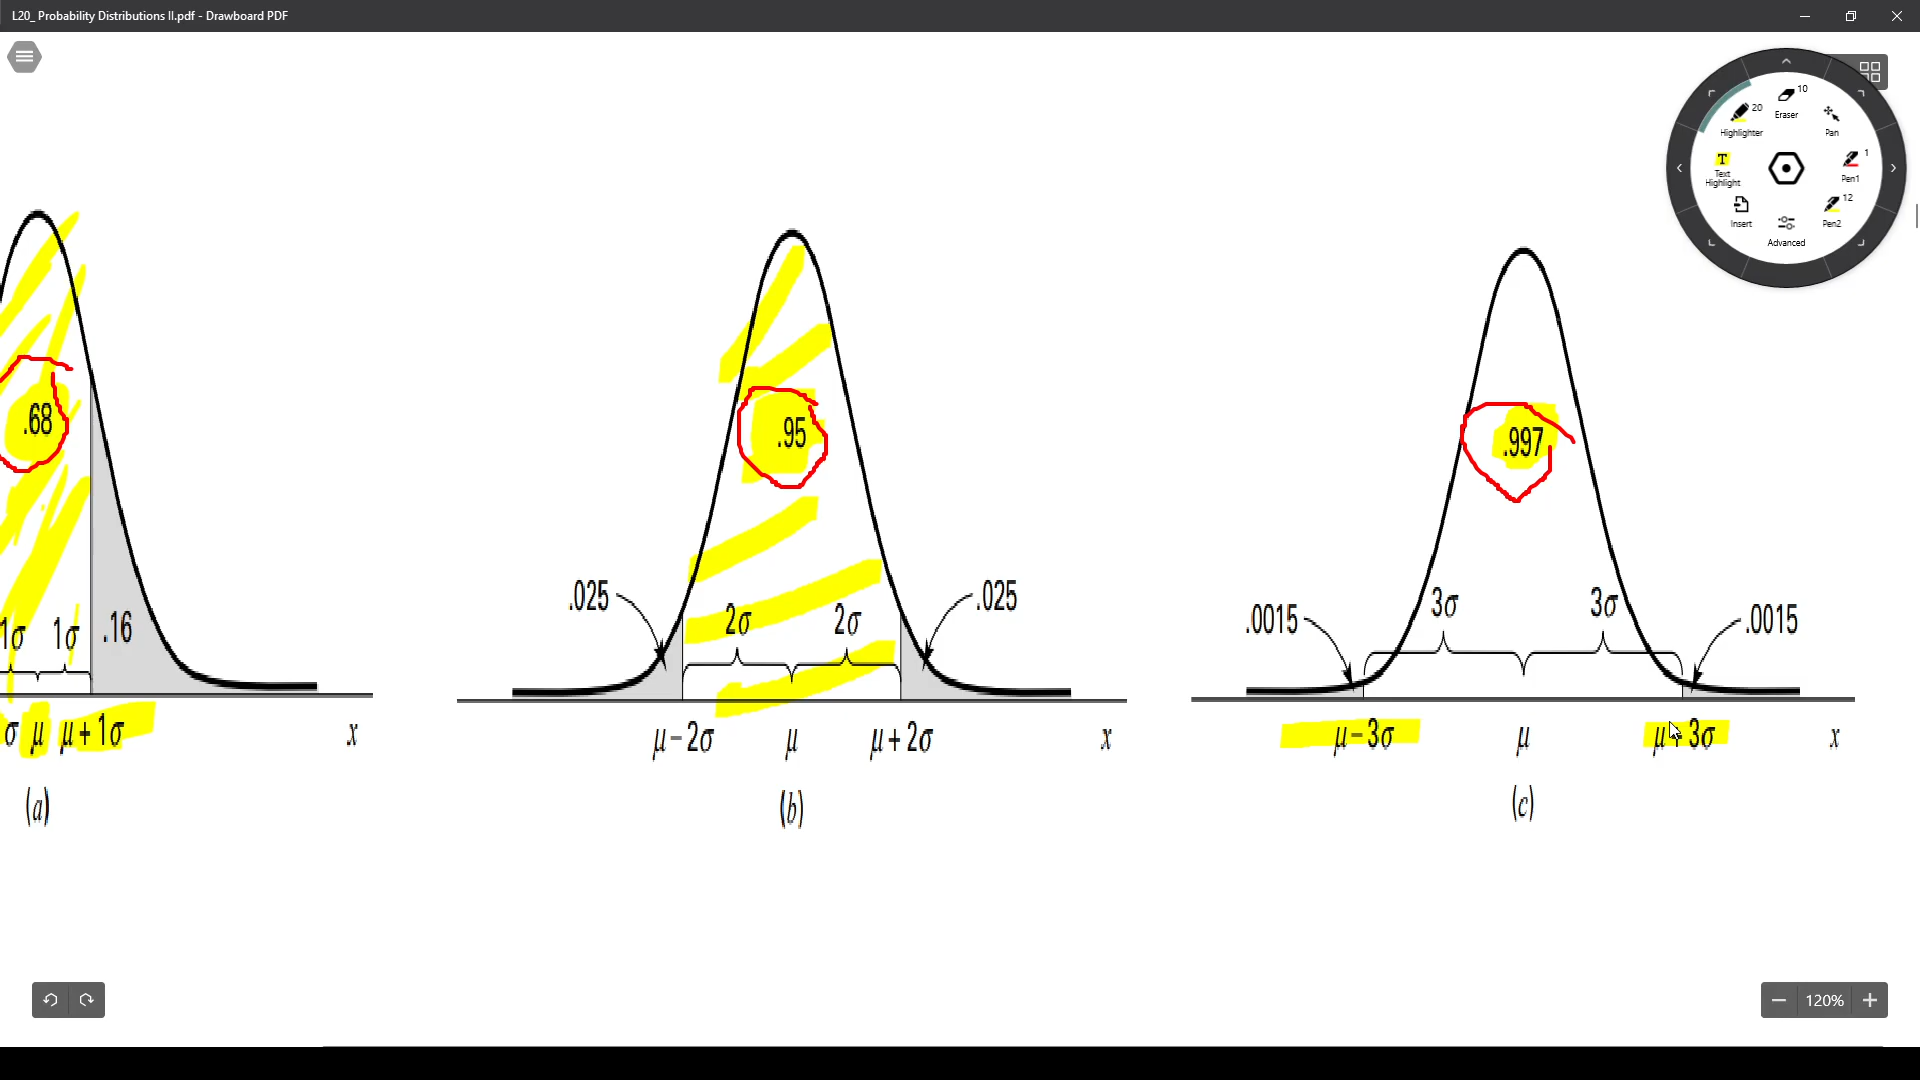 L20_ Probability Distributions II.pdf - Drawboard PDF
10
Eraser
20
Highlighter
Pan
T
Text
Highlight
1
Pen1
Insert
12
Pen2
Advanced
.68
1σ 1σ .16
σ μ μ+1σ x
(a)
.95
.025 .025
2σ 2σ
μ−2σ μ μ+2σ x
(b)
.997
3σ 3σ
.0015 .0015
μ−3σ μ μ+3σ x
(c)
120%